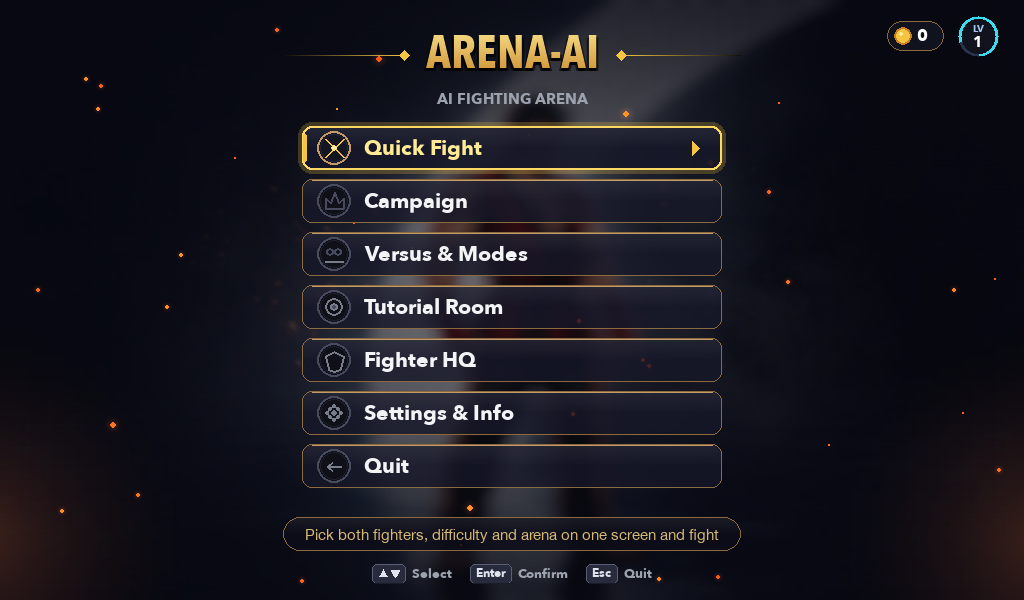 ARENA-AI
0
LV
1
AI FIGHTING ARENA
Quick Fight
Campaign
Versus & Modes
Tutorial Room
Fighter HQ
Settings & Info
Quit
Pick both fighters, difficulty and arena on one screen and fight
▲▼ Select Enter Confirm Esc Quit